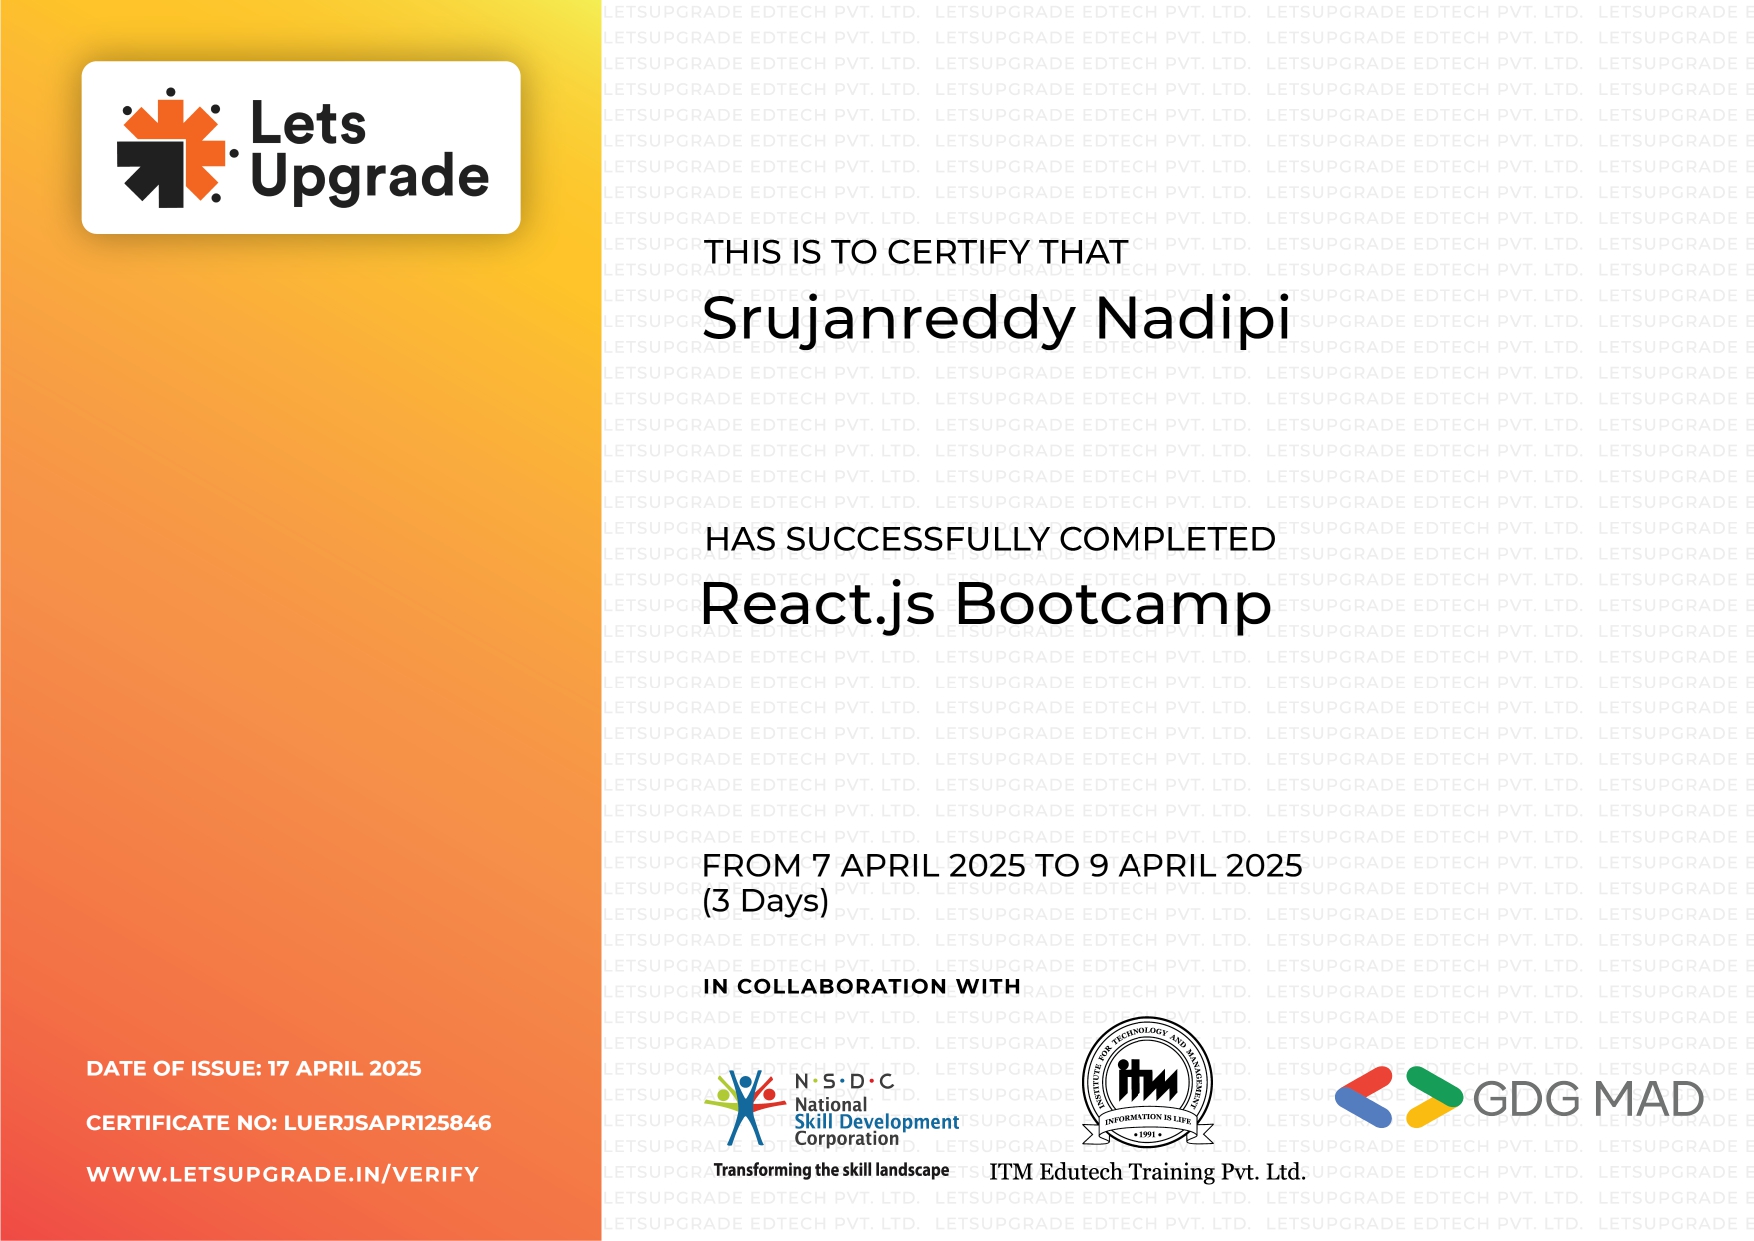 Lets
Upgrade
THIS IS TO CERTIFY THAT
Srujanreddy Nadipi
HAS SUCCESSFULLY COMPLETED
React.js Bootcamp
FROM 7 APRIL 2025 TO 9 APRIL 2025
(3 Days)
IN COLLABORATION WITH
N·S·D·C
National
Skill Development
Corporation
Transforming the skill landscape
INSTITUTE FOR TECHNOLOGY AND MANAGEMENT
itm
INFORMATION IS LIFE
• 1991 •
ITM Edutech Training Pvt. Ltd.
GDG MAD
DATE OF ISSUE: 17 APRIL 2025
CERTIFICATE NO: LUERJSAPR125846
WWW.LETSUPGRADE.IN/VERIFY
LETSUPGRADE EDTECH PVT. LTD.